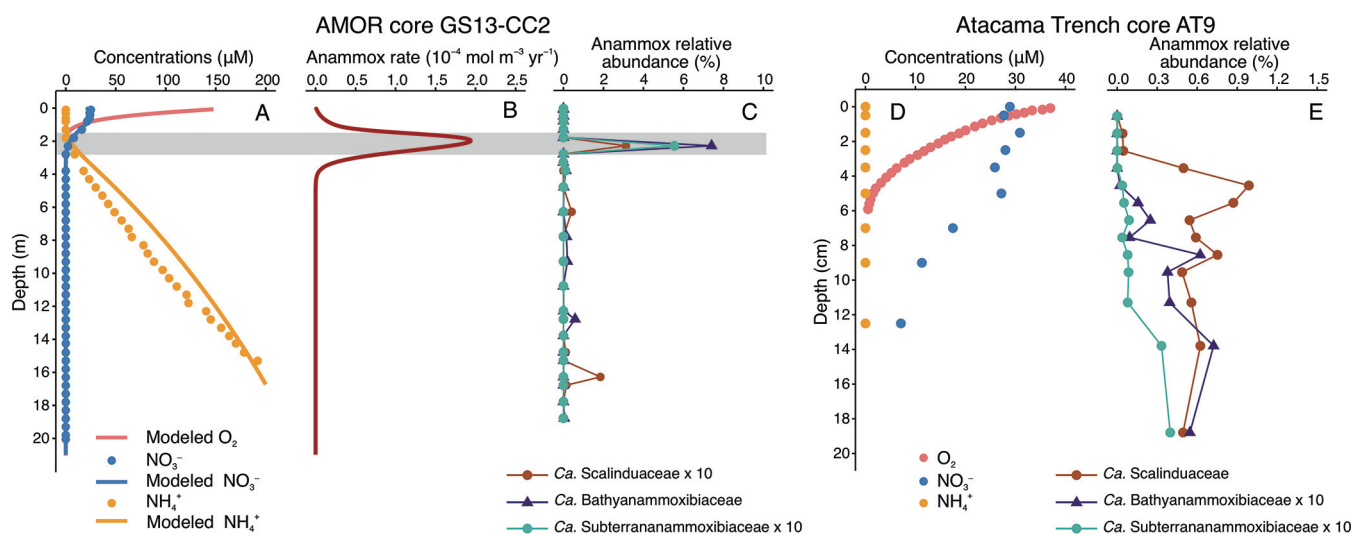 AMOR core GS13-CC2
Atacama Trench core AT9
Concentrations (µM)
0 50 100 150 200
Anammox rate (10⁻⁴ mol m⁻³ yr⁻¹)
0.0 0.5 1.0 1.5 2.0 2.5
Anammox relative
abundance (%)
0 2 4 6 8 10
Concentrations (µM)
0 10 20 30 40
Anammox relative
abundance (%)
0.0 0.3 0.6 0.9 1.2 1.5
A
B
C
D
E
Depth (m)
0
2
4
6
8
10
12
14
16
18
20
Depth (cm)
0
2
4
6
8
10
12
14
16
18
20
Modeled O₂
NO₃⁻
Modeled NO₃⁻
NH₄⁺
Modeled NH₄⁺
Ca. Scalinduaceae x 10
Ca. Bathyanammoxibiaceae
Ca. Subterrananammoxibiaceae x 10
O₂
NO₃⁻
NH₄⁺
Ca. Scalinduaceae
Ca. Bathyanammoxibiaceae x 10
Ca. Subterrananammoxibiaceae x 10